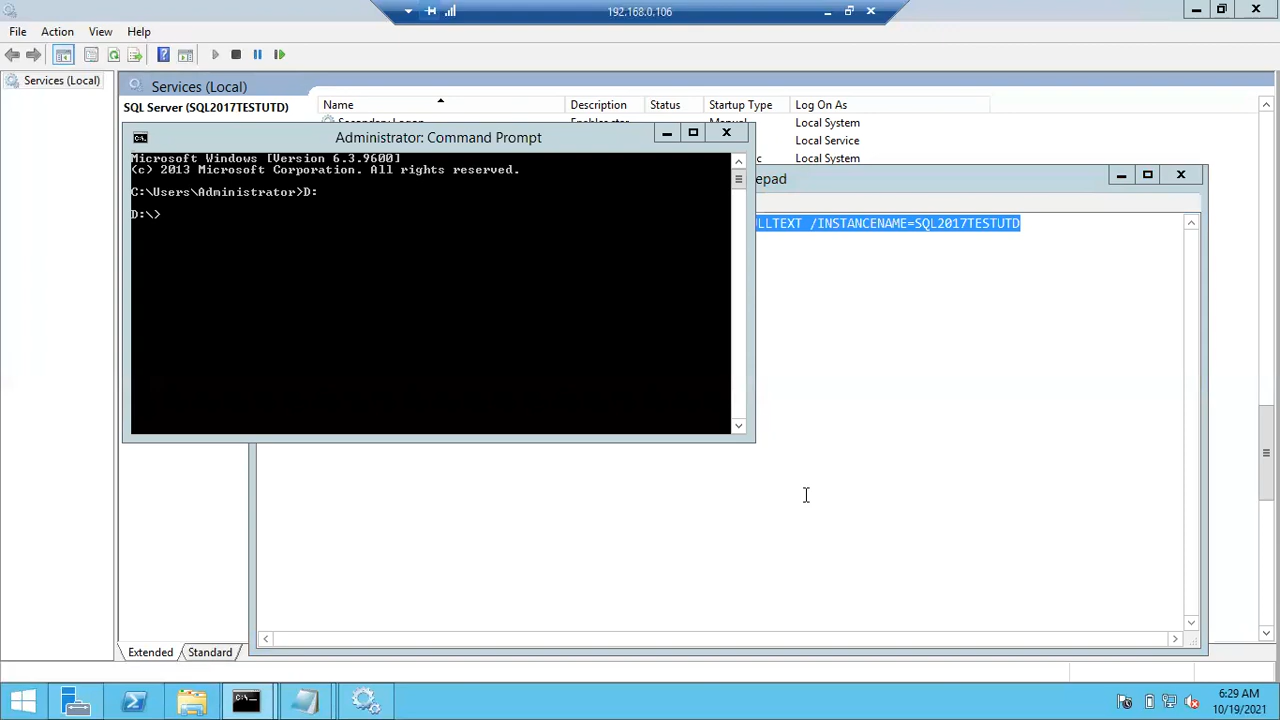 192.168.0.106
File Action View Help
Services (Local)
Services (Local)
SQL Server (SQL2017TESTUTD)
Name Description Status Startup Type Log On As
Local System
Local Service
Local System
Administrator: Command Prompt
Microsoft Windows [Version 6.3.9600]
(c) 2013 Microsoft Corporation. All rights reserved.
C:\Users\Administrator>D:
D:\>
epad
LLTEXT /INSTANCENAME=SQL2017TESTUTD
Extended Standard
6:29 AM
10/19/2021